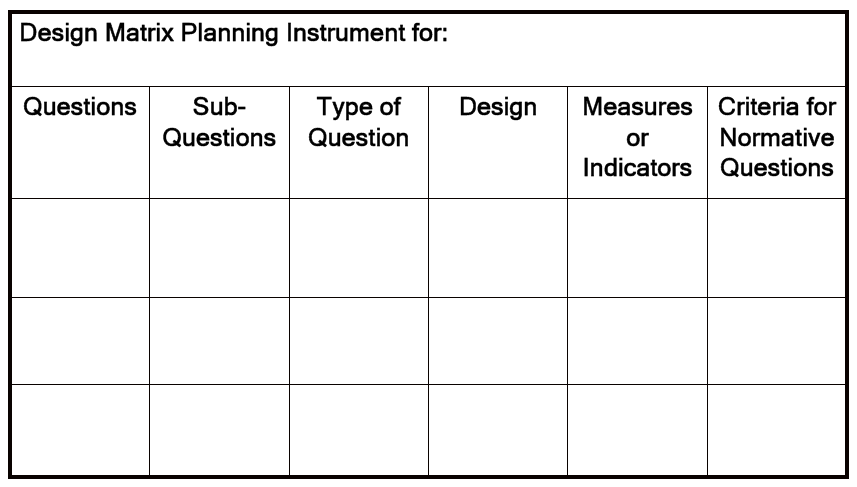 Design Matrix Planning Instrument for:
Questions
Sub-
Questions
Type of
Question
Design
Measures
or
Indicators
Criteria for
Normative
Questions